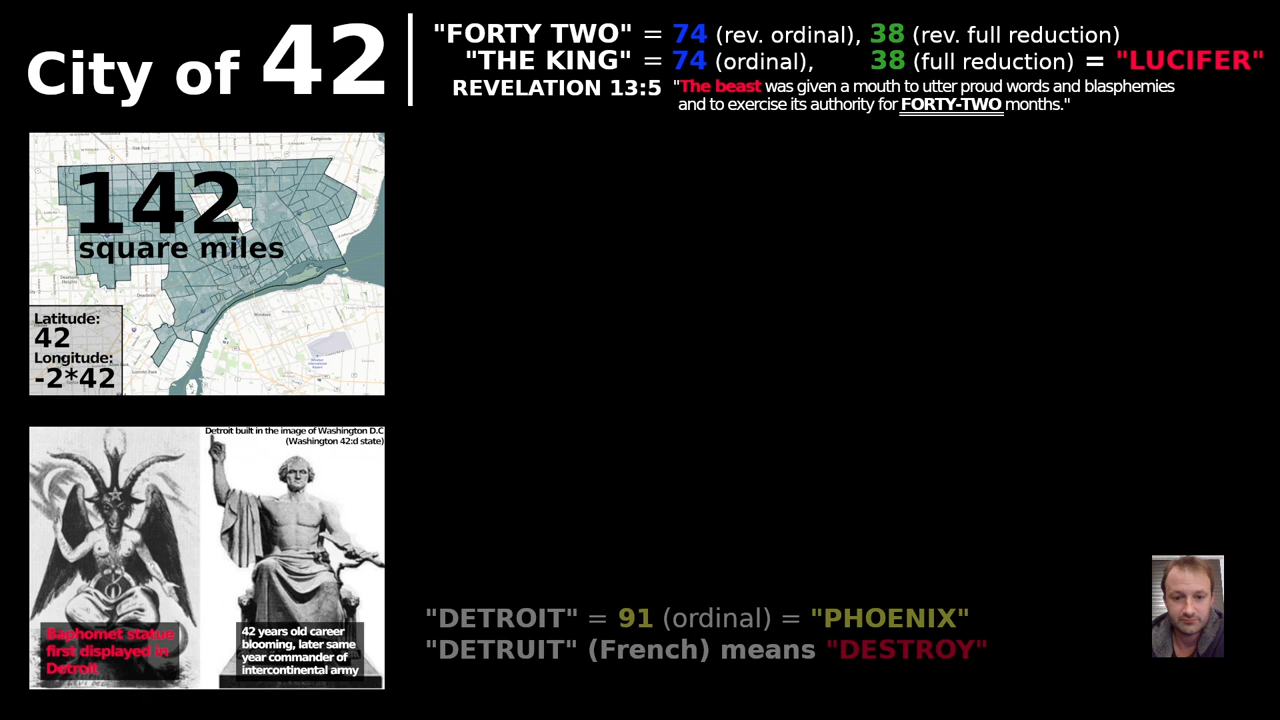 City of 42
"FORTY TWO" = 74 (rev. ordinal), 38 (rev. full reduction)
"THE KING" = 74 (ordinal), 38 (full reduction) = "LUCIFER"
REVELATION 13:5 "The beast was given a mouth to utter proud words and blasphemies
and to exercise its authority for FORTY-TWO months."
142
square miles
Latitude:
42
Longitude:
-2*42
Detroit built in the image of Washington D.C
(Washington 42:d state)
Baphomet statue
first displayed in
Detroit
42 years old career
blooming, later same
year commander of
intercontinental army
"DETROIT" = 91 (ordinal) = "PHOENIX"
"DETRUIT" (French) means "DESTROY"